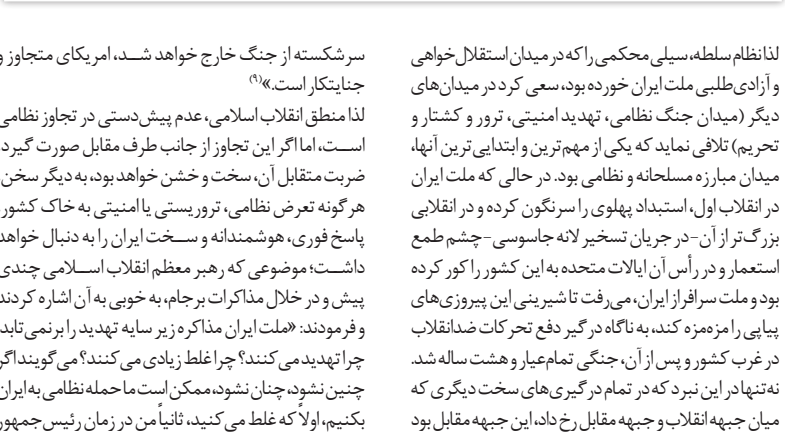 لذا نظام سلطه، سیلی محکمی را که در میدان استقلال‌خواهی
و آزادی‌طلبی ملت ایران خورده بود، سعی کرد در میدان‌های
دیگر (میدان جنگ نظامی، تهدید امنیتی، ترور و کشتار و
تحریم) تلافی نماید که یکی از مهم‌ترین و ابتدایی‌ترین آنها،
میدان مبارزه مسلحانه و نظامی بود. در حالی که ملت ایران
در انقلاب اول، استبداد پهلوی را سرنگون کرده و در انقلابی
بزرگ‌تر از آن-در جریان تسخیر لانه جاسوسی-چشم طمع
استعمار و در رأس آن ایالات متحده به این کشور را کور کرده
بود و ملت سرافراز ایران، می‌رفت تا شیرینی این پیروزی‌های
پیاپی را مزه‌مزه کند، به ناگاه درگیر دفع تحرکات ضدانقلاب
در غرب کشور و پس از آن، جنگی تمام‌عیار و هشت ساله شد.
نه‌تنها در این نبرد که در تمام درگیری‌های سخت دیگری که
میان جبهه انقلاب و جبهه مقابل رخ داد، این جبهه مقابل بود
سرشکسته از جنگ خارج خواهد شد، امریکای متجاوز و
جنایتکار است.»(۹)
لذا منطق انقلاب اسلامی، عدم پیش‌دستی در تجاوز نظامی
است، اما اگر این تجاوز از جانب طرف مقابل صورت گیرد،
ضربت متقابل آن، سخت و خشن خواهد بود، به دیگر سخن
هرگونه تعرض نظامی، تروریستی یا امنیتی به خاک کشور
پاسخ فوری، هوشمندانه و سخت ایران را به دنبال خواهد
داشت؛ موضوعی که رهبر معظم انقلاب اسلامی چندی
پیش و در خلال مذاکرات برجام، به خوبی به آن اشاره کردند
و فرمودند: «ملت ایران مذاکره زیر سایه تهدید را برنمی‌تابد،
چرا تهدید می‌کنند؟ چرا غلط زیادی می‌کنند؟ می‌گویند اگر
چنین نشود، چنان نشود، ممکن است ما حمله نظامی به ایران
بکنیم، اولاً که غلط می‌کنید، ثانیاً من در زمان رئیس‌جمهور